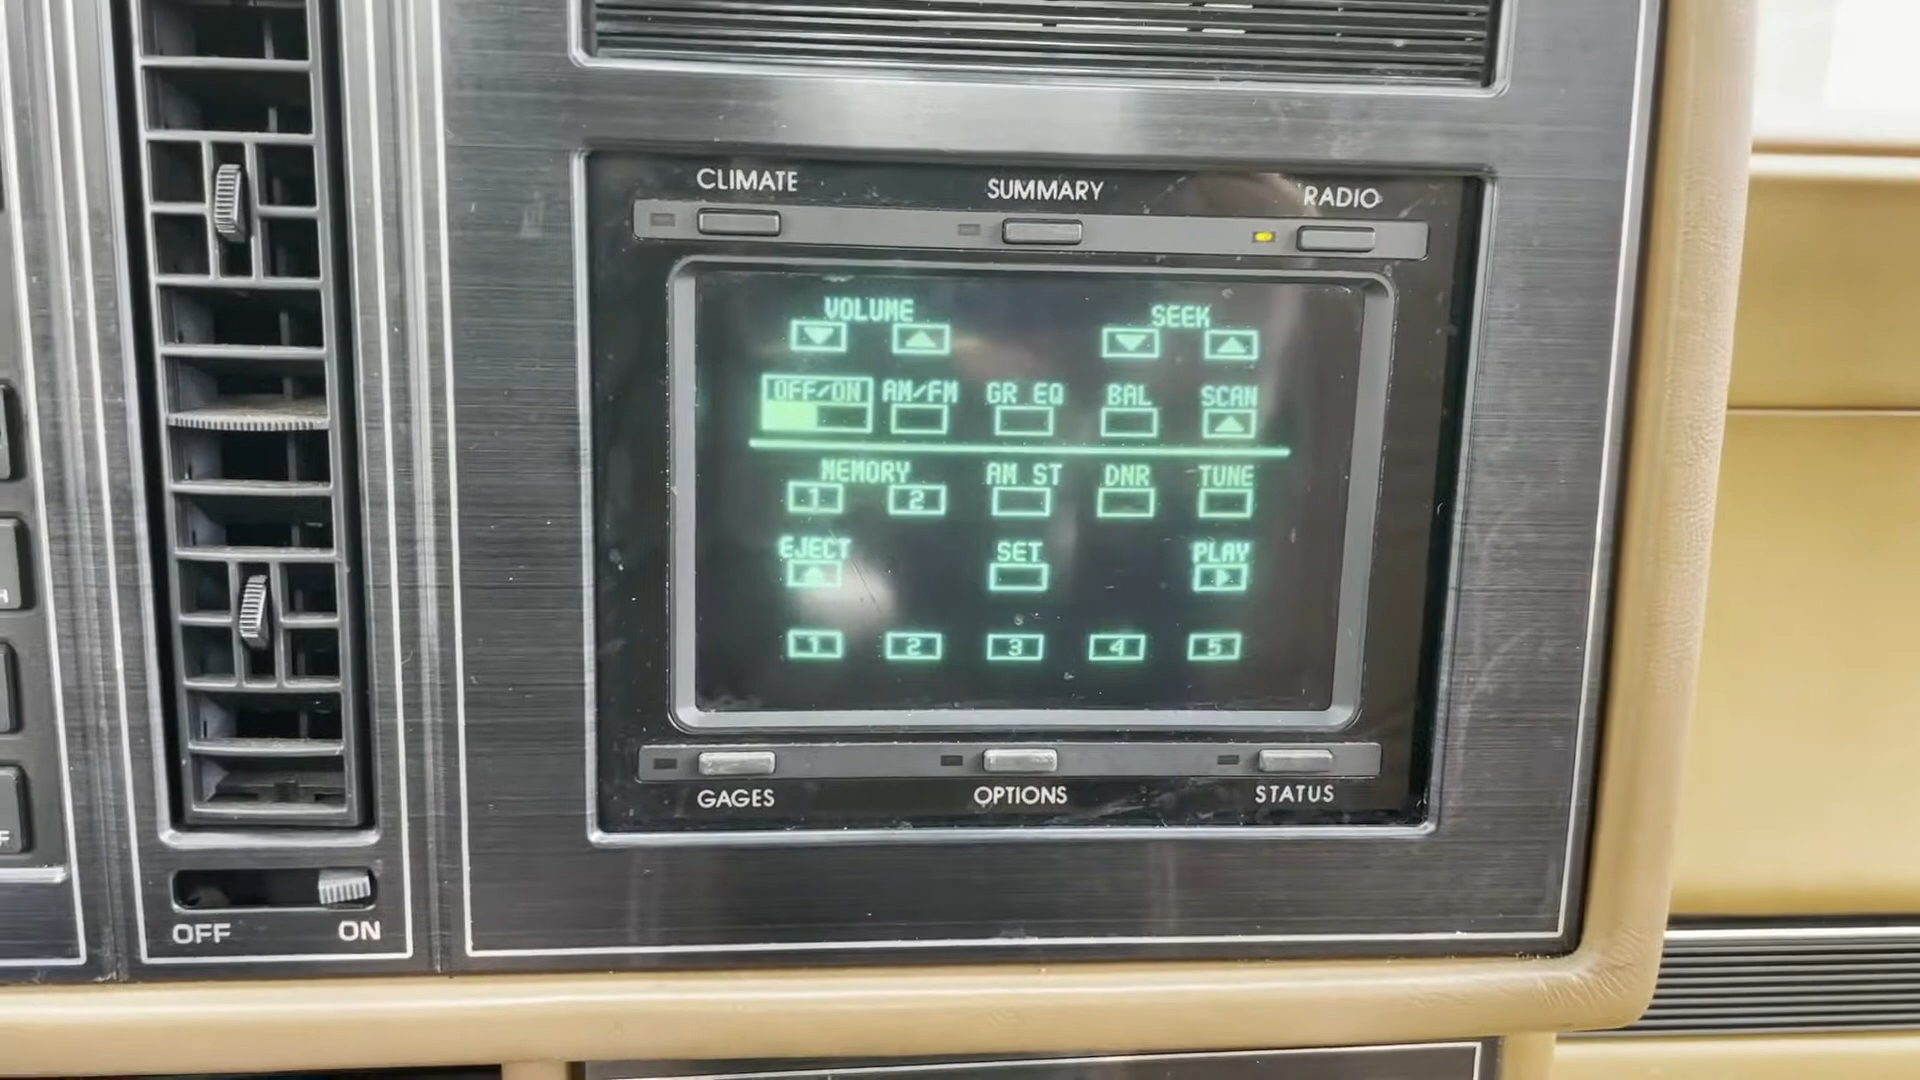 CLIMATE SUMMARY RADIO
VOLUME SEEK
OFF/ON AM/FM GR EQ BAL SCAN
MEMORY AM ST DNR TUNE
1 2
EJECT SET PLAY
1 2 3 4 5
GAGES OPTIONS STATUS
OFF ON